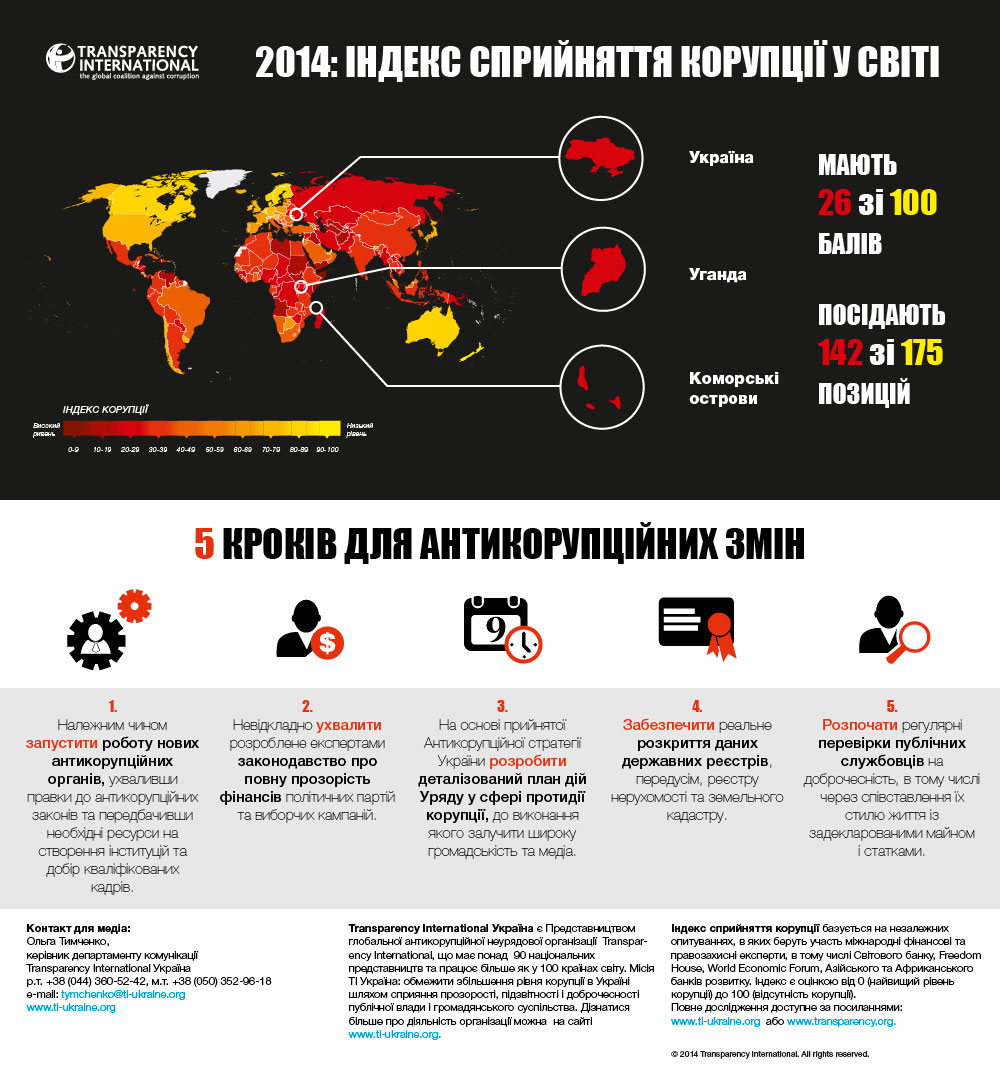 TRANSPARENCY
INTERNATIONAL
the global coalition against corruption
2014: ІНДЕКС СПРИЙНЯТТЯ КОРУПЦІЇ У СВІТІ
Україна
Уганда
Коморські
острови
МАЮТЬ
26 зі 100
БАЛІВ
ПОСІДАЮТЬ
142 зі 175
ПОЗИЦІЙ
ІНДЕКС КОРУПЦІЇ
Високий
ривень
Низький
рівень
0-9 10-19 20-29 30-39 40-49 50-59 60-69 70-79 80-89 90-100
5 КРОКІВ ДЛЯ АНТИКОРУПЦІЙНИХ ЗМІН
9
$
1.
Належним чином
запустити роботу нових
антикорупційних
органів, ухваливши
правки до антикорупційних
законів та передбачивши
необхідні ресурси на
створення інституцій та
добір кваліфікованих
кадрів.
2.
Невідкладно ухвалити
розроблене експертами
законодавство про
повну прозорість
фінансів політичних партій
та виборчих кампаній.
3.
На основі прийнятої
Антикорупційної стратегії
України розробити
деталізований план дій
Уряду у сфері протидії
корупції, до виконання
якого залучити широку
громадськість та медіа.
4.
Забезпечити реальне
розкриття даних
державних реєстрів,
передусім, реєстру
нерухомості та земельного
кадастру.
5.
Розпочати регулярні
перевірки публічних
службовців на
доброчесність, в тому числі
через співставлення їх
стилю життя із
задекларованими майном
і статками.
Контакт для медіа:
Ольга Тимченко,
керівник департаменту комунікації
Transparency International Україна
р.т. +38 (044) 360-52-42, м.т. +38 (050) 352-96-18
e-mail: tymchenko@ti-ukraine.org
www.ti-ukraine.org
Transparency International Україна є Представництвом
глобальної антикорупційної неурядової організації Transpar-
ency International, що має понад 90 національних
представництв та працює більше як у 100 країнах світу. Місія
ТІ Україна: обмежити збільшення рівня корупції в Україні
шляхом сприяння прозорості, підзвітності і доброчесності
публічної влади і громадянського суспільства. Дізнатися
більше про діяльність організації можна на сайті
www.ti-ukraine.org.
Індекс сприйняття корупції базується на незалежних
опитуваннях, в яких беруть участь міжнародні фінансові та
правозахисні експерти, в тому числі Світового банку, Freedom
House, World Economic Forum, Азійського та Африканського
банків розвитку. Індекс є оцінкою від 0 (найвищий рівень
корупції) до 100 (відсутність корупції).
Повне дослідження доступне за посиланнями:
www.ti-ukraine.org або www.transparency.org.
© 2014 Transparency International. All rights reserved.